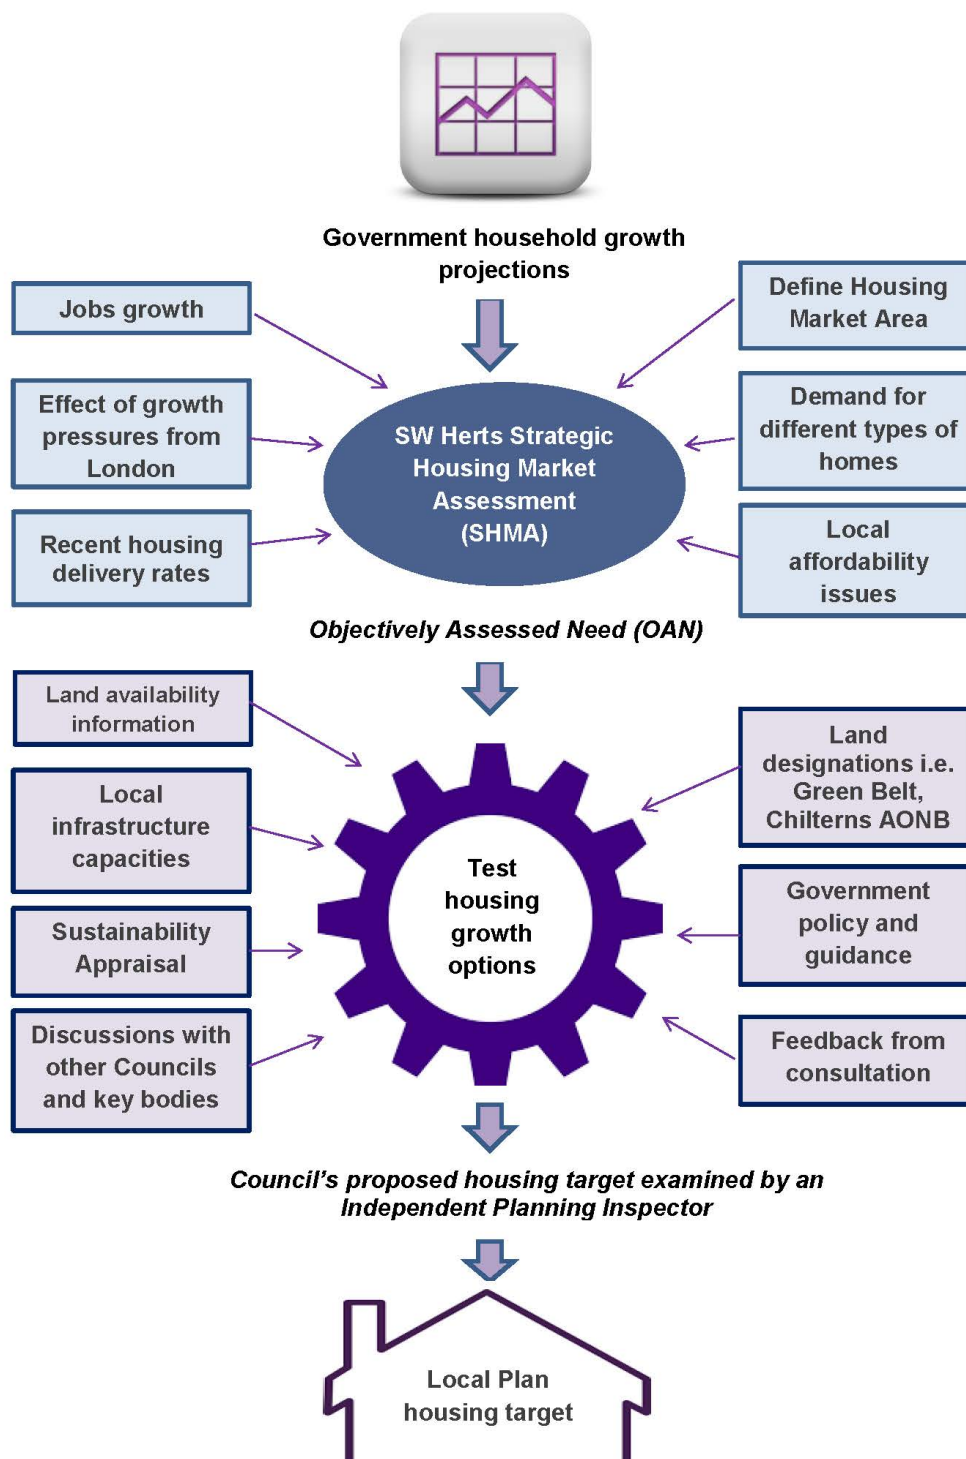 Government household growth
projections
Jobs growth
Define Housing
Market Area
Effect of growth
pressures from
London
SW Herts Strategic
Housing Market
Assessment
(SHMA)
Demand for
different types of
homes
Recent housing
delivery rates
Local
affordability
issues
Objectively Assessed Need (OAN)
Land availability
information
Land
designations i.e.
Green Belt,
Chilterns AONB
Local
infrastructure
capacities
Test
housing
growth
options
Government
policy and
guidance
Sustainability
Appraisal
Discussions with
other Councils
and key bodies
Feedback from
consultation
Council's proposed housing target examined by an
Independent Planning Inspector
Local Plan
housing target